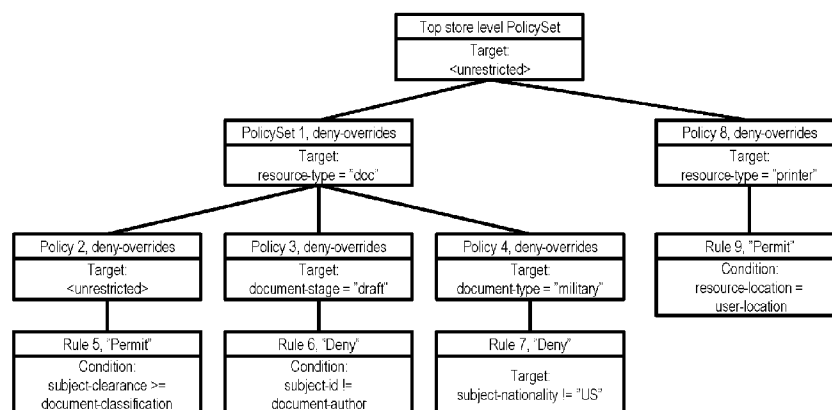 Top store level PolicySet
Target:
<unrestricted>
PolicySet 1, deny-overrides
Target:
resource-type = "doc"
Policy 8, deny-overrides
Target:
resource-type = "printer"
Policy 2, deny-overrides
Target:
<unrestricted>
Policy 3, deny-overrides
Target:
document-stage = "draft"
Policy 4, deny-overrides
Target:
document-type = "military"
Rule 9, "Permit"
Condition:
resource-location =
user-location
Rule 5, "Permit"
Condition:
subject-clearance >=
document-classification
Rule 6, "Deny"
Condition:
subject-id !=
document-author
Rule 7, "Deny"
Target:
subject-nationality != "US"